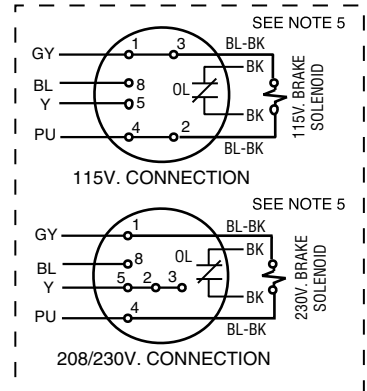 SEE NOTE 5
GY 1 3 BL-BK
BK
BL 8 OL
Y 5
BK
PU 4 2
BL-BK
115V. BRAKE
SOLENOID
115V. CONNECTION
SEE NOTE 5
BL-BK
GY 1
BK
BL 8 OL
Y 5 2 3
BK
PU 4
BL-BK
230V. BRAKE
SOLENOID
208/230V. CONNECTION